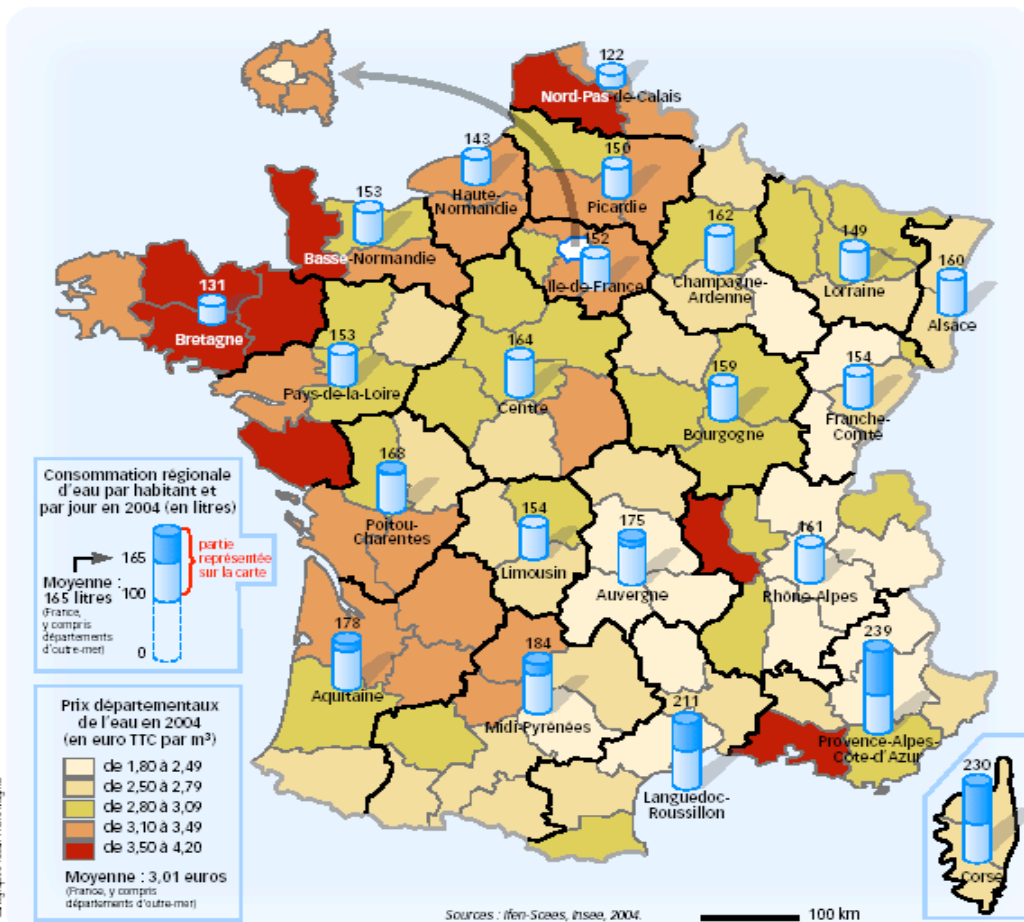 122
Nord-Pas-de-Calais
143
Haute-
Normandie
150
Picardie
153
Basse-Normandie
152
Ile-de-France
162
Champagne-
Ardenne
149
Lorraine
160
Alsace
131
Bretagne
153
Pays-de-la-Loire
164
Centre
159
Bourgogne
154
Franche-
Comté
168
Poitou-
Charentes
154
Limousin
175
Auvergne
161
Rhône-Alpes
178
Aquitaine
184
Midi-Pyrénées
211
Languedoc-
Roussillon
239
Provence-Alpes-
Côte-d'Azur
230
Corse
Consommation régionale
d'eau par habitant et
par jour en 2004 (en litres)
partie
représentée
sur la carte
165
Moyenne :
165 litres
(France,
y compris
départements
d'outre-mer)
100
0
Prix départementaux
de l'eau en 2004
(en euro TTC par m³)
de 1,80 à 2,49
de 2,50 à 2,79
de 2,80 à 3,09
de 3,10 à 3,49
de 3,50 à 4,20
Moyenne : 3,01 euros
(France, y compris
départements d'outre-mer)
Sources : Ifen-Scees, Insee, 2004.
100 km